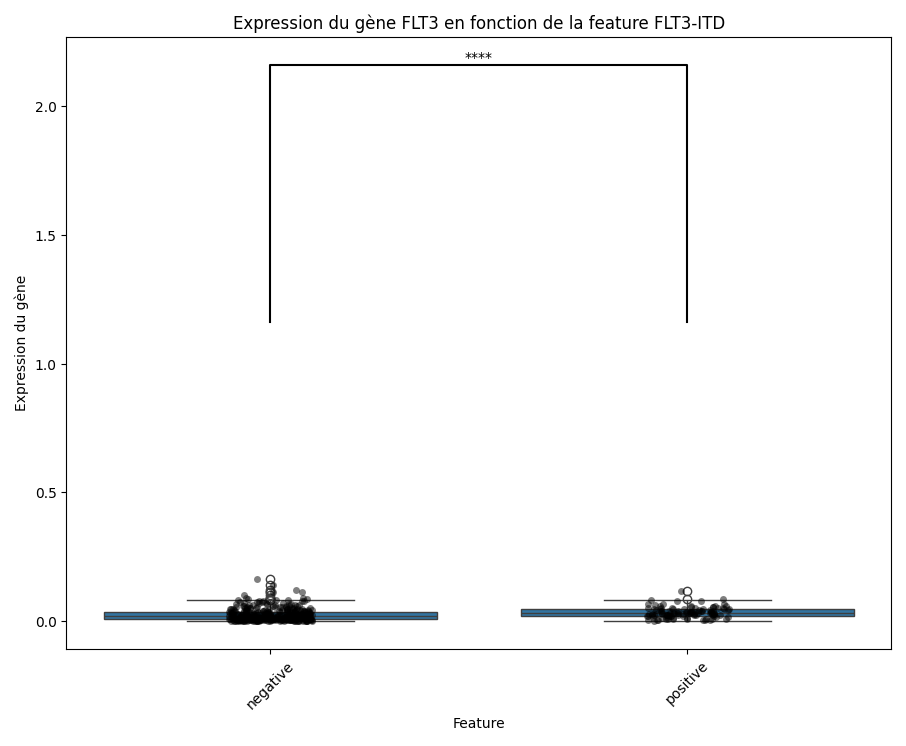 Expression du gène FLT3 en fonction de la feature FLT3-ITD
****
2.0
1.5
1.0
0.5
0.0
Expression du gène
negative
positive
Feature